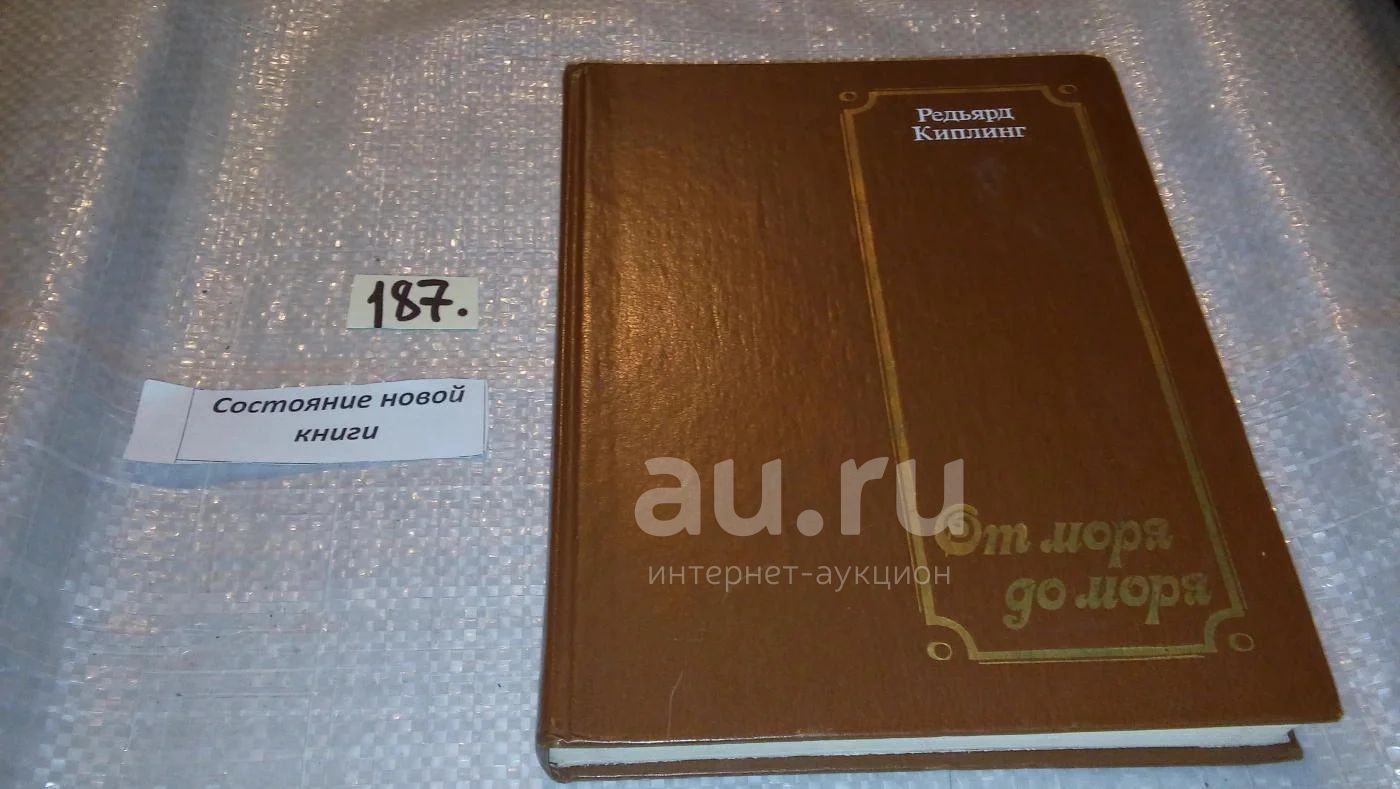 Редьярд
Киплинг
187.
Состояние новой
книги
au.ru
интернет-аукцион
От моря
до моря